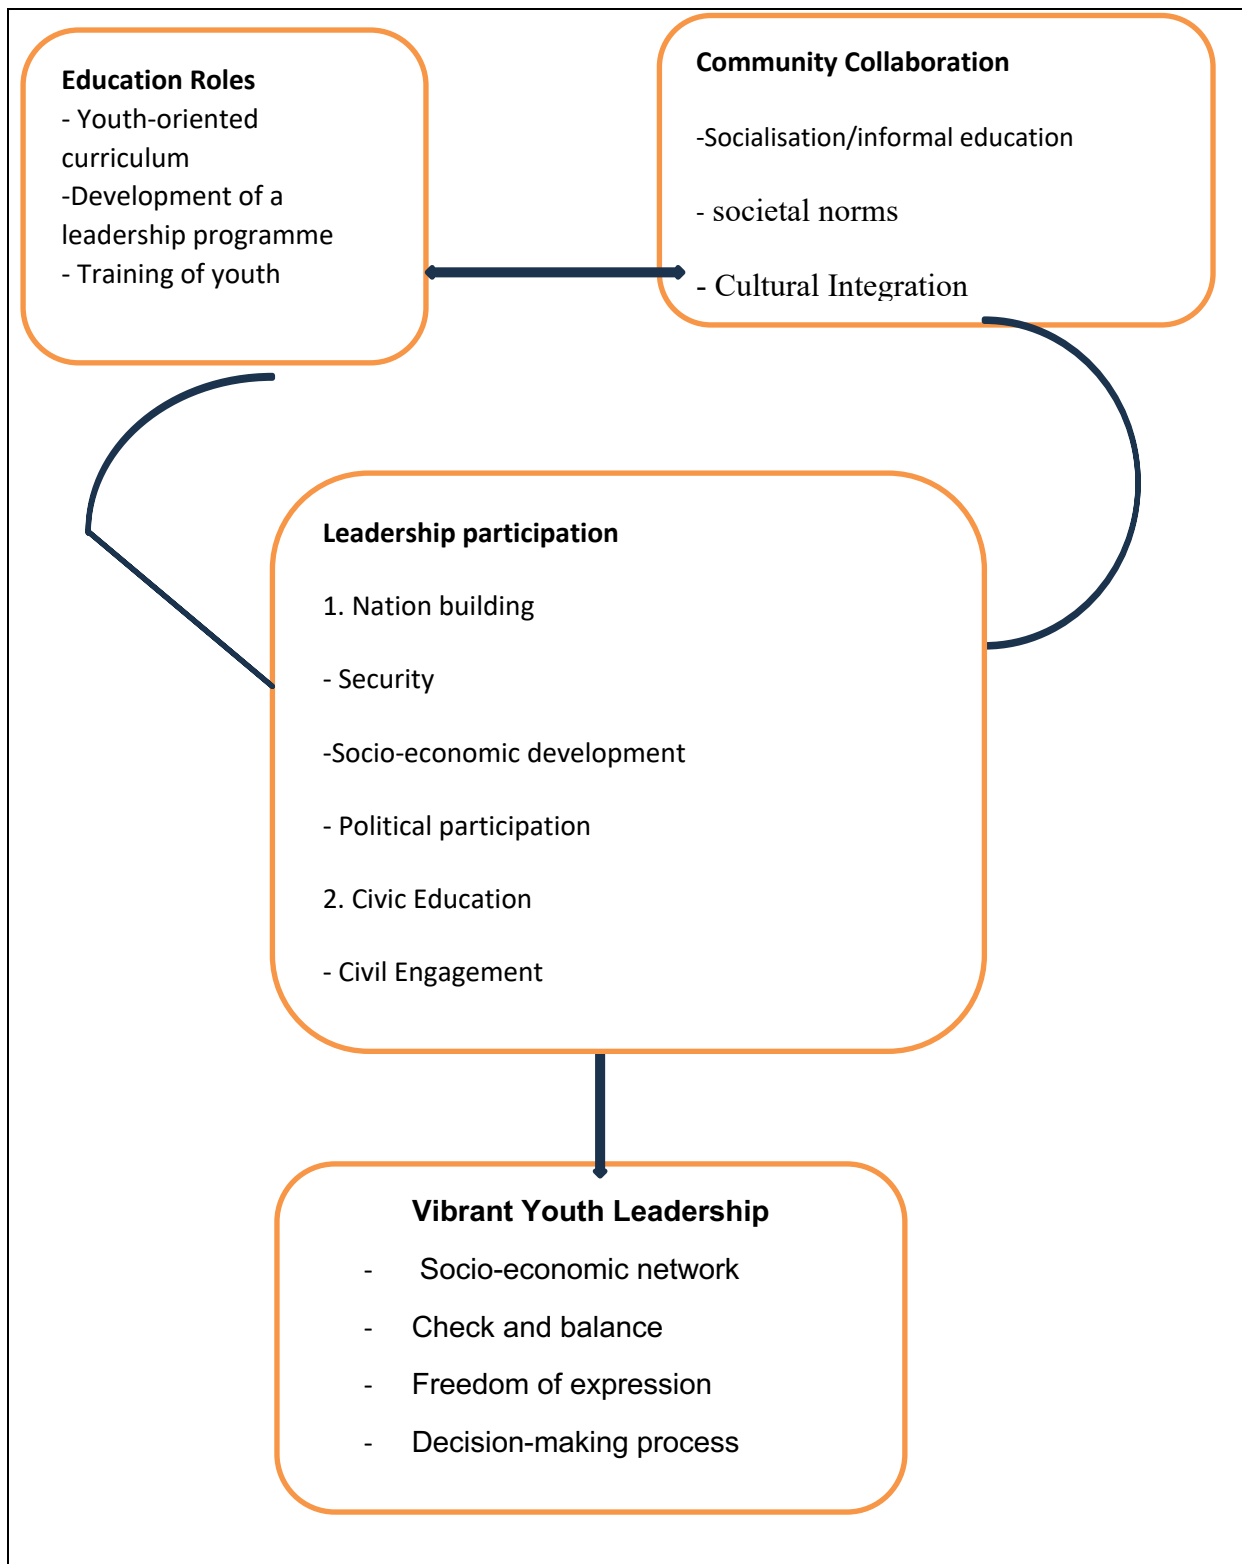 Education Roles
- Youth-oriented
curriculum
-Development of a
leadership programme
- Training of youth
Community Collaboration
-Socialisation/informal education
- societal norms
- Cultural Integration
Leadership participation
1. Nation building
- Security
-Socio-economic development
- Political participation
2. Civic Education
- Civil Engagement
Vibrant Youth Leadership
- Socio-economic network
- Check and balance
- Freedom of expression
- Decision-making process